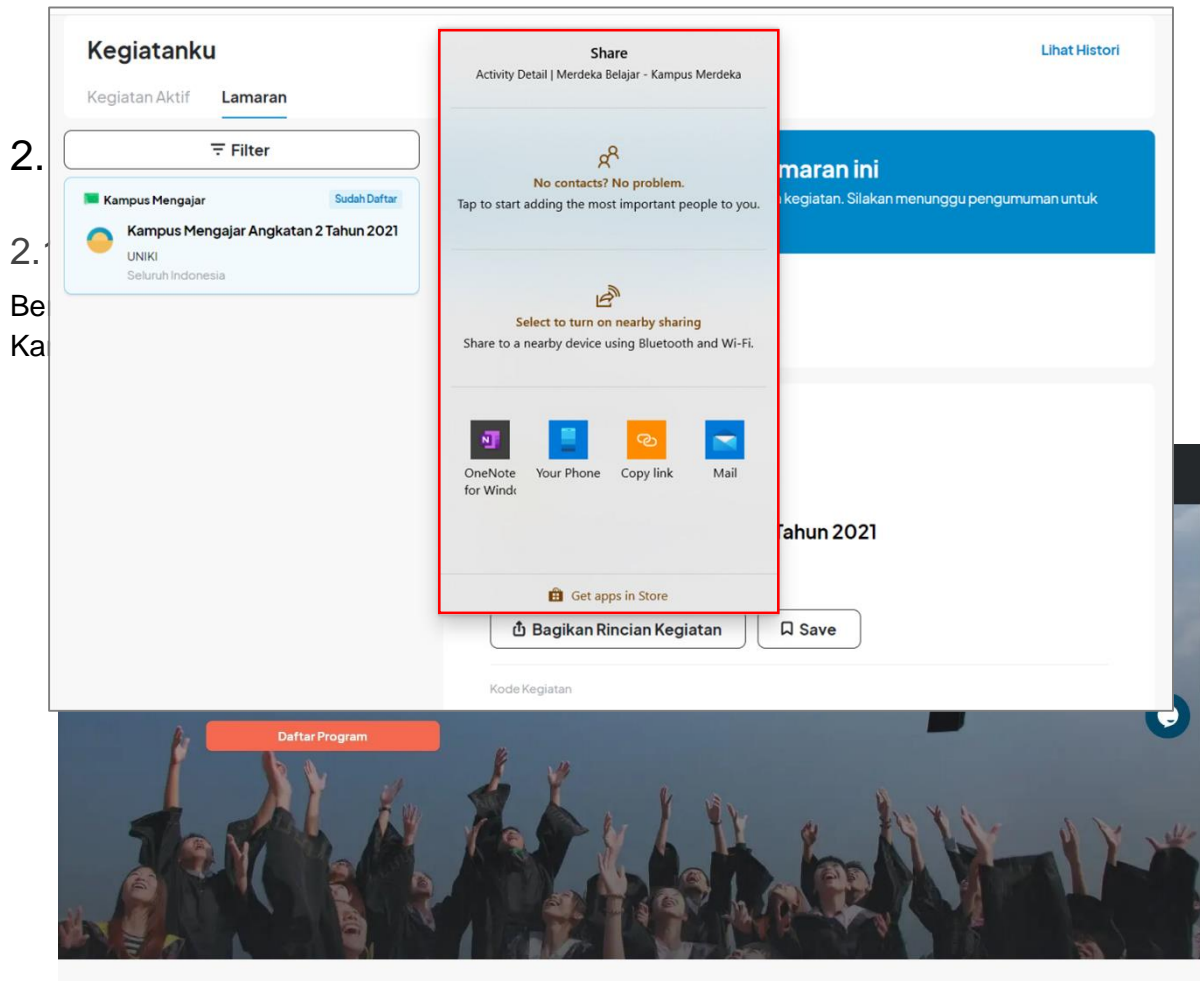 Kegiatanku
Lihat Histori
Kegiatan Aktif
Lamaran
Filter
Kampus Mengajar
Sudah Daftar
Kampus Mengajar Angkatan 2 Tahun 2021
UNIKI
Seluruh Indonesia
2.
2.
Share
Activity Detail | Merdeka Belajar - Kampus Merdeka
No contacts? No problem.
Tap to start adding the most important people to you.
Select to turn on nearby sharing
Share to a nearby device using Bluetooth and Wi-Fi.
OneNote
for
Your Phone
Copy link
Mail
Get apps in Store
ini
kegiatan. Silakan menunggu pengumuman untuk
Tahun 2021
Bagikan Rincian Kegiatan
Save
Kode Kegiatan
Daftar Program